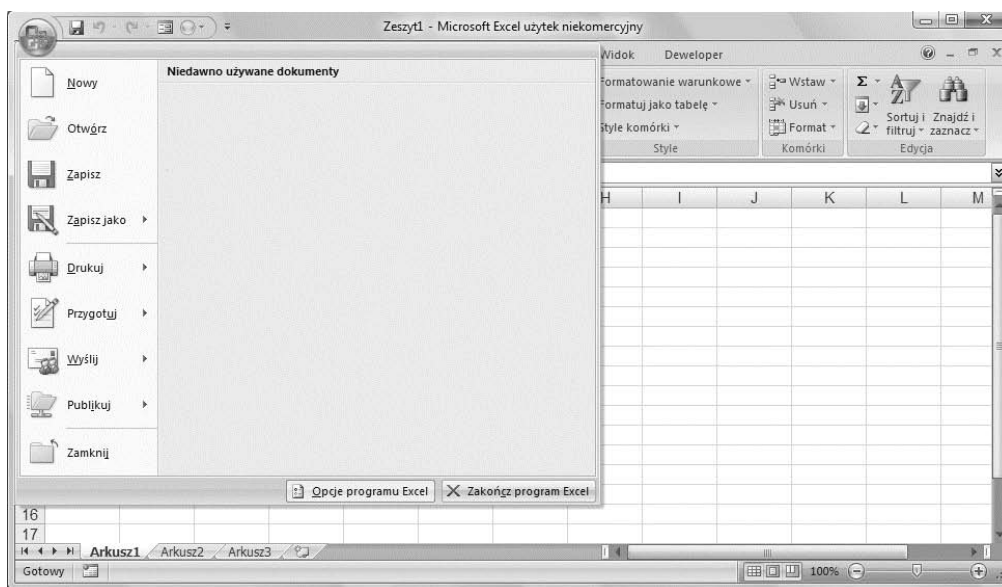 Zeszyt1 - Microsoft Excel użytek niekomercyjny
Widok Deweloper
Nowy
Otwórz
Zapisz
Zapisz jako
Drukuj
Przygotuj
Wyślij
Publikuj
Zamknij
Niedawno używane dokumenty
Opcje programu Excel
Zakończ program Excel
Formatowanie warunkowe
Formatuj jako tabelę
Style komórki
Style
Wstaw
Usuń
Format
Komórki
Σ
Sortuj i filtruj
Znajdź i zaznacz
Edycja
H I J K L M
16
17
Arkusz1 Arkusz2 Arkusz3
Gotowy
100%